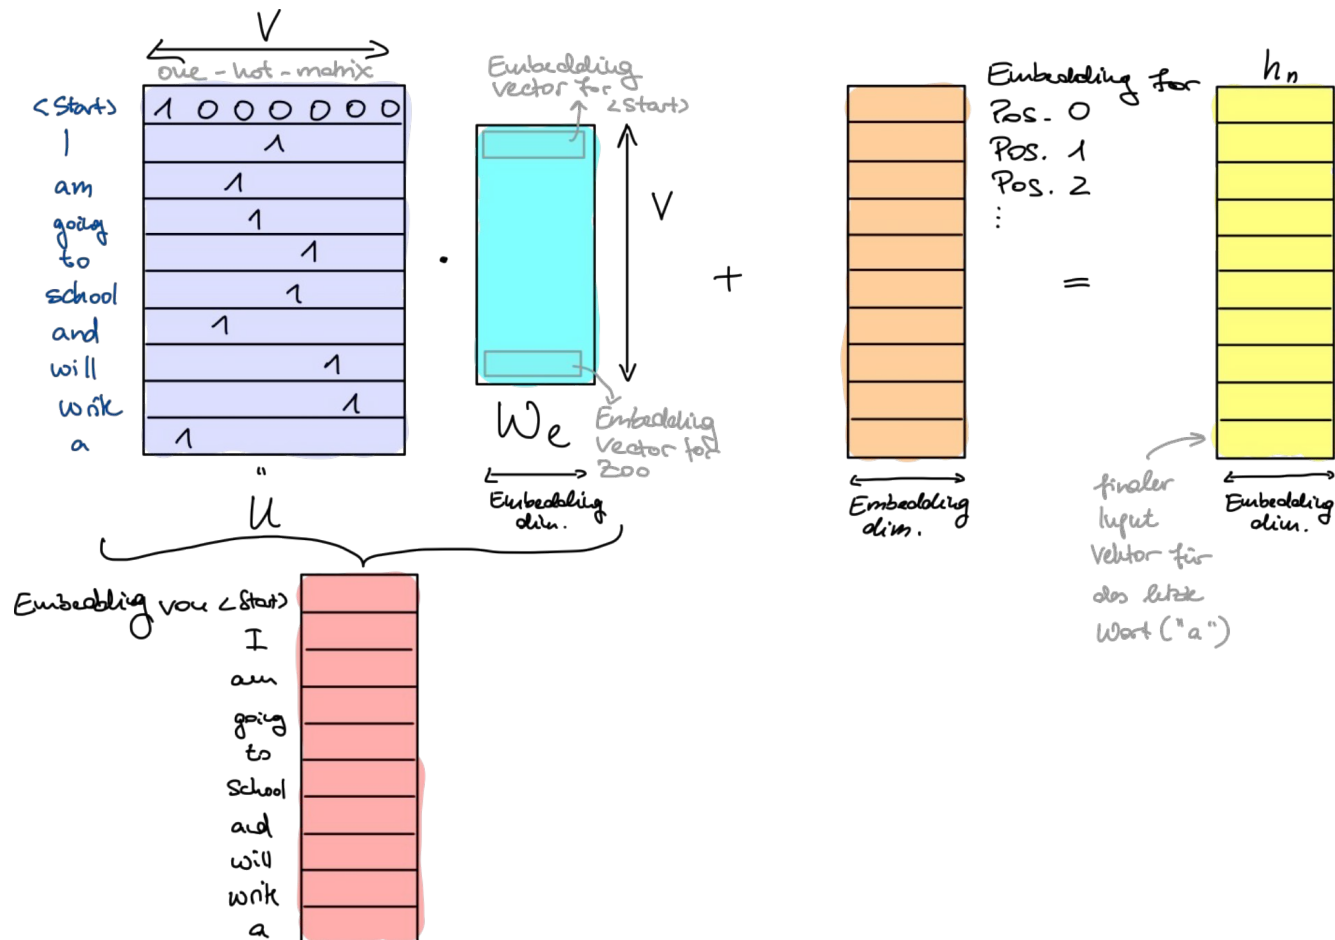 V
one-hot-matrix
<Start> 1 0 0 0 0 0 0
I 1
am 1
going 1
to 1
school 1
and 1
will 1
write 1
a 1
"
U
·
Embedding
vector for
<Start>
V
We
Embedding
dim.
Embedding
Vector for
Zoo
+
Embedding
dim.
Embedding for
Pos. 0
Pos. 1
Pos. 2
⋮
=
hn
Embedding
dim.
finaler
Input
Vektor für
das letzte
Wort ("a")
Embedding von <Start>
I
am
going
to
School
and
will
write
a